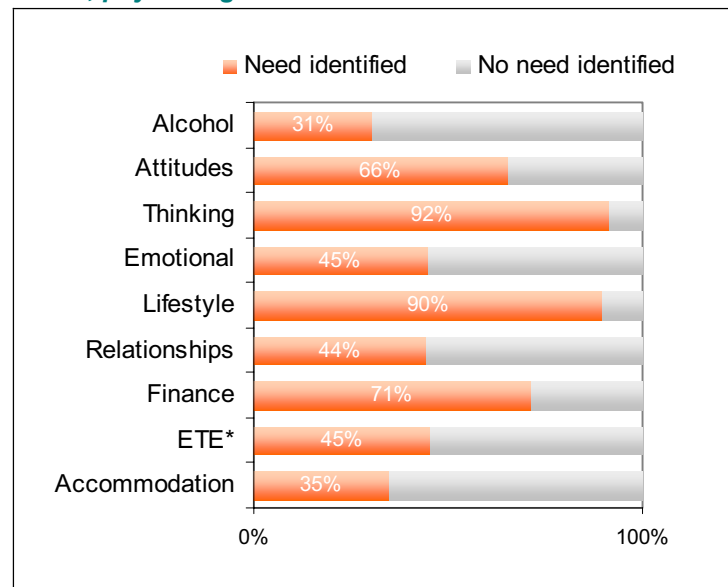 Need identified No need identified
Alcohol 31%
Attitudes 66%
Thinking 92%
Emotional 45%
Lifestyle 90%
Relationships 44%
Finance 71%
ETE* 45%
Accommodation 35%
0% 100%